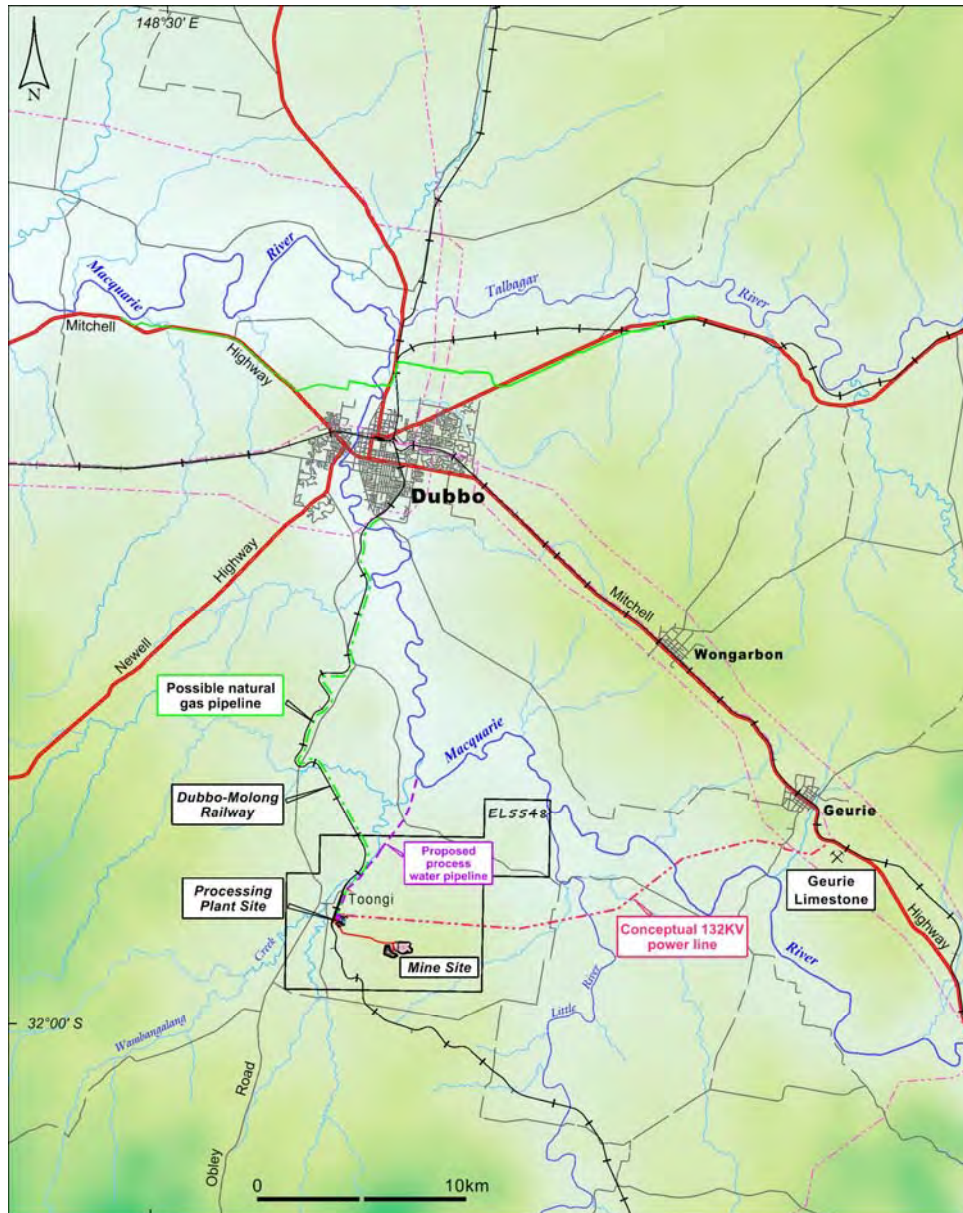 148°30' E
N
Macquarie
River
Talbagar
River
Mitchell
Highway
Dubbo
Newell
Highway
Mitchell
Wongarbon
Possible natural
gas pipeline
Macquarie
Dubbo-Molong
Railway
EL5548
Geurie
Proposed
process
water pipeline
Geurie
Limestone
Processing
Plant Site
Toongi
Conceptual 132KV
power line
Highway
Mine Site
Creek
River
River
Little
32°00' S
Wambangalang
Road
Obley
0
10km